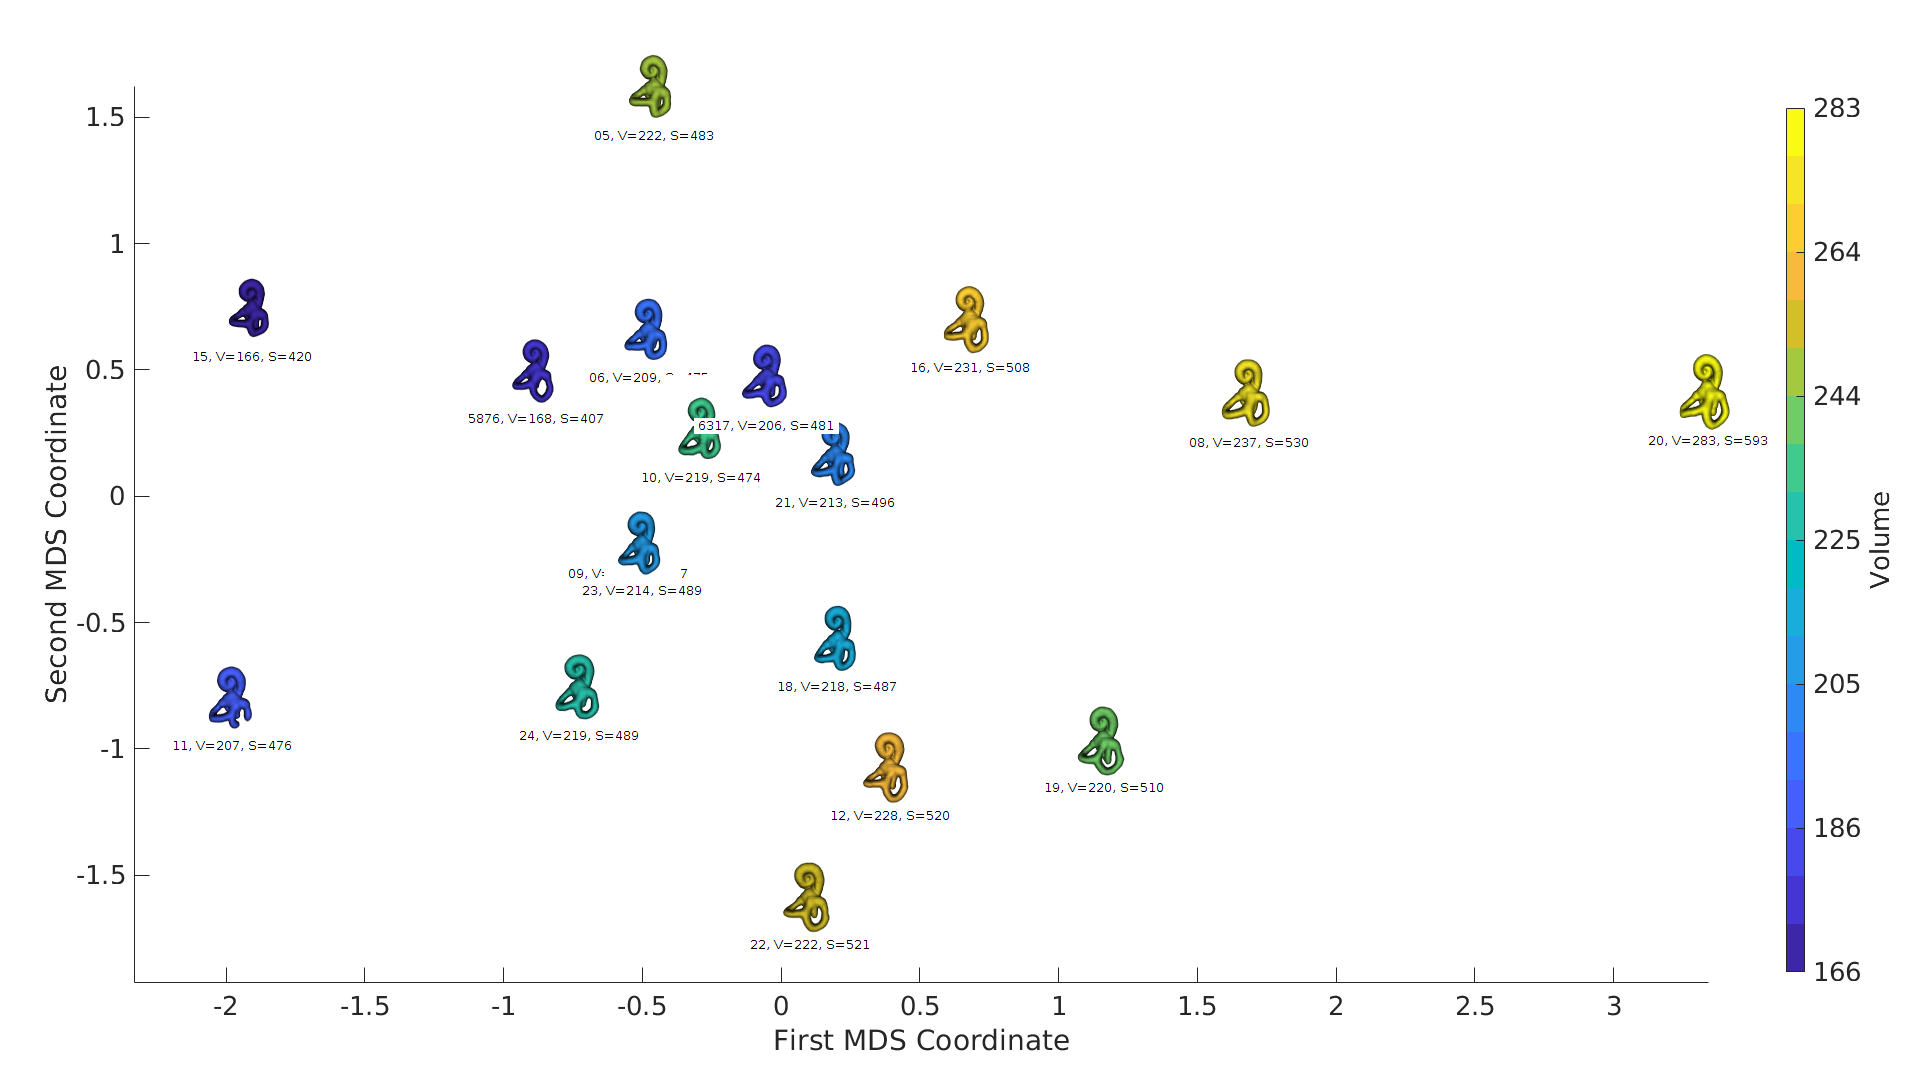 05, V=222, S=483
15, V=166, S=420
5876, V=168, S=407
06, V=209,
16, V=231, S=508
6317, V=206, S=481
08, V=237, S=530
20, V=283, S=593
10, V=219, S=474
21, V=213, S=496
09, V=
23, V=214, S=489
18, V=218, S=487
24, V=219, S=489
11, V=207, S=476
12, V=228, S=520
19, V=220, S=510
22, V=222, S=521
1.5
1
0.5
0
-0.5
-1
-1.5
Second MDS Coordinate
-2 -1.5 -1 -0.5 0 0.5 1 1.5 2 2.5 3
First MDS Coordinate
283
264
244
225
205
186
166
Volume